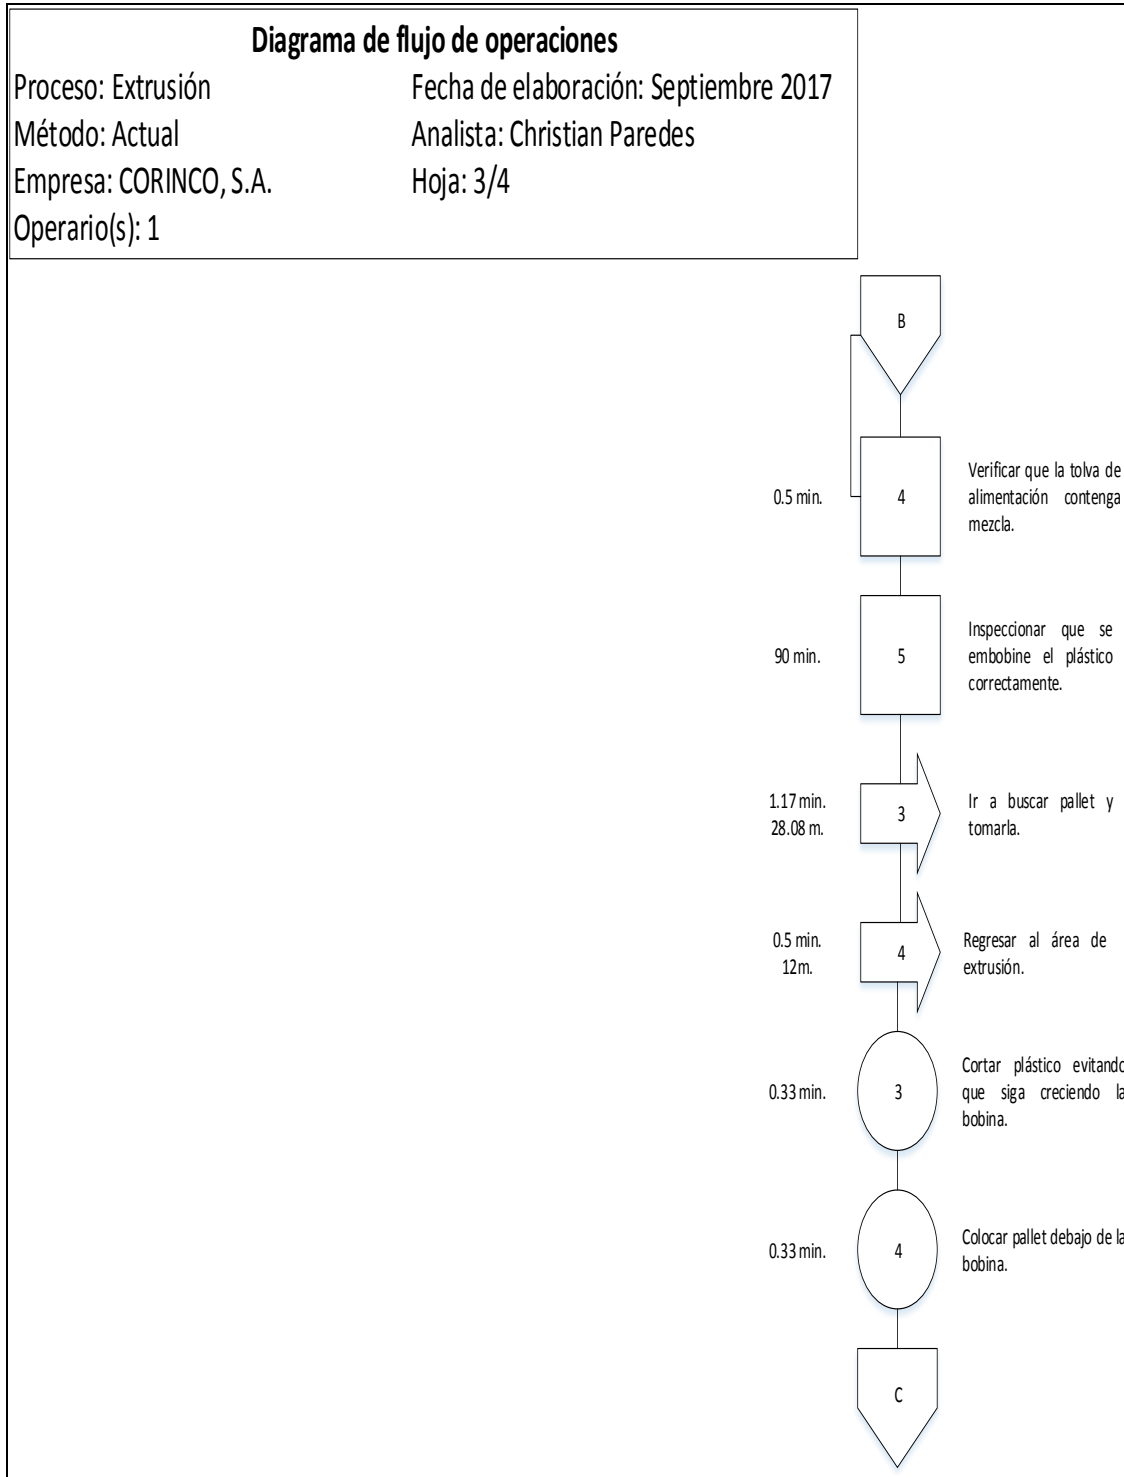 Diagrama de flujo de operaciones
Proceso: Extrusión Fecha de elaboración: Septiembre 2017
Método: Actual Analista: Christian Paredes
Empresa: CORINCO, S.A. Hoja: 3/4
Operario(s): 1
B
0.5 min.
4
Verificar que la tolva de
alimentación contenga
mezcla.
90 min.
5
Inspeccionar que se
embobine el plástico
correctamente.
1.17 min.
28.08 m.
3
Ir a buscar pallet y
tomarla.
0.5 min.
12m.
4
Regresar al área de
extrusión.
0.33 min.
3
Cortar plástico evitando
que siga creciendo la
bobina.
0.33 min.
4
Colocar pallet debajo de la
bobina.
C